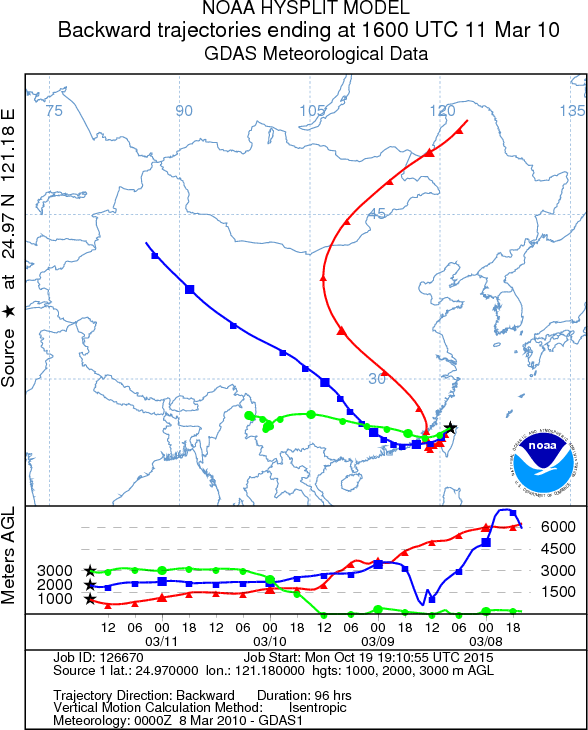 NOAA HYSPLIT MODEL
Backward trajectories ending at 1600 UTC 11 Mar 10
GDAS Meteorological Data
Source ★ at 24.97 N 121.18 E
75 90 105 120 135
45
30
noaa
Meters AGL
3000
2000
1000
6000
4500
3000
1500
12 06 00 18 12 06 00 18 12 06 00 18 12 06 00 18
03/11 03/10 03/09 03/08
Job ID: 126670 Job Start: Mon Oct 19 19:10:55 UTC 2015
Source 1 lat.: 24.970000 lon.: 121.180000 hgts: 1000, 2000, 3000 m AGL
Trajectory Direction: Backward Duration: 96 hrs
Vertical Motion Calculation Method: Isentropic
Meteorology: 0000Z 8 Mar 2010 - GDAS1